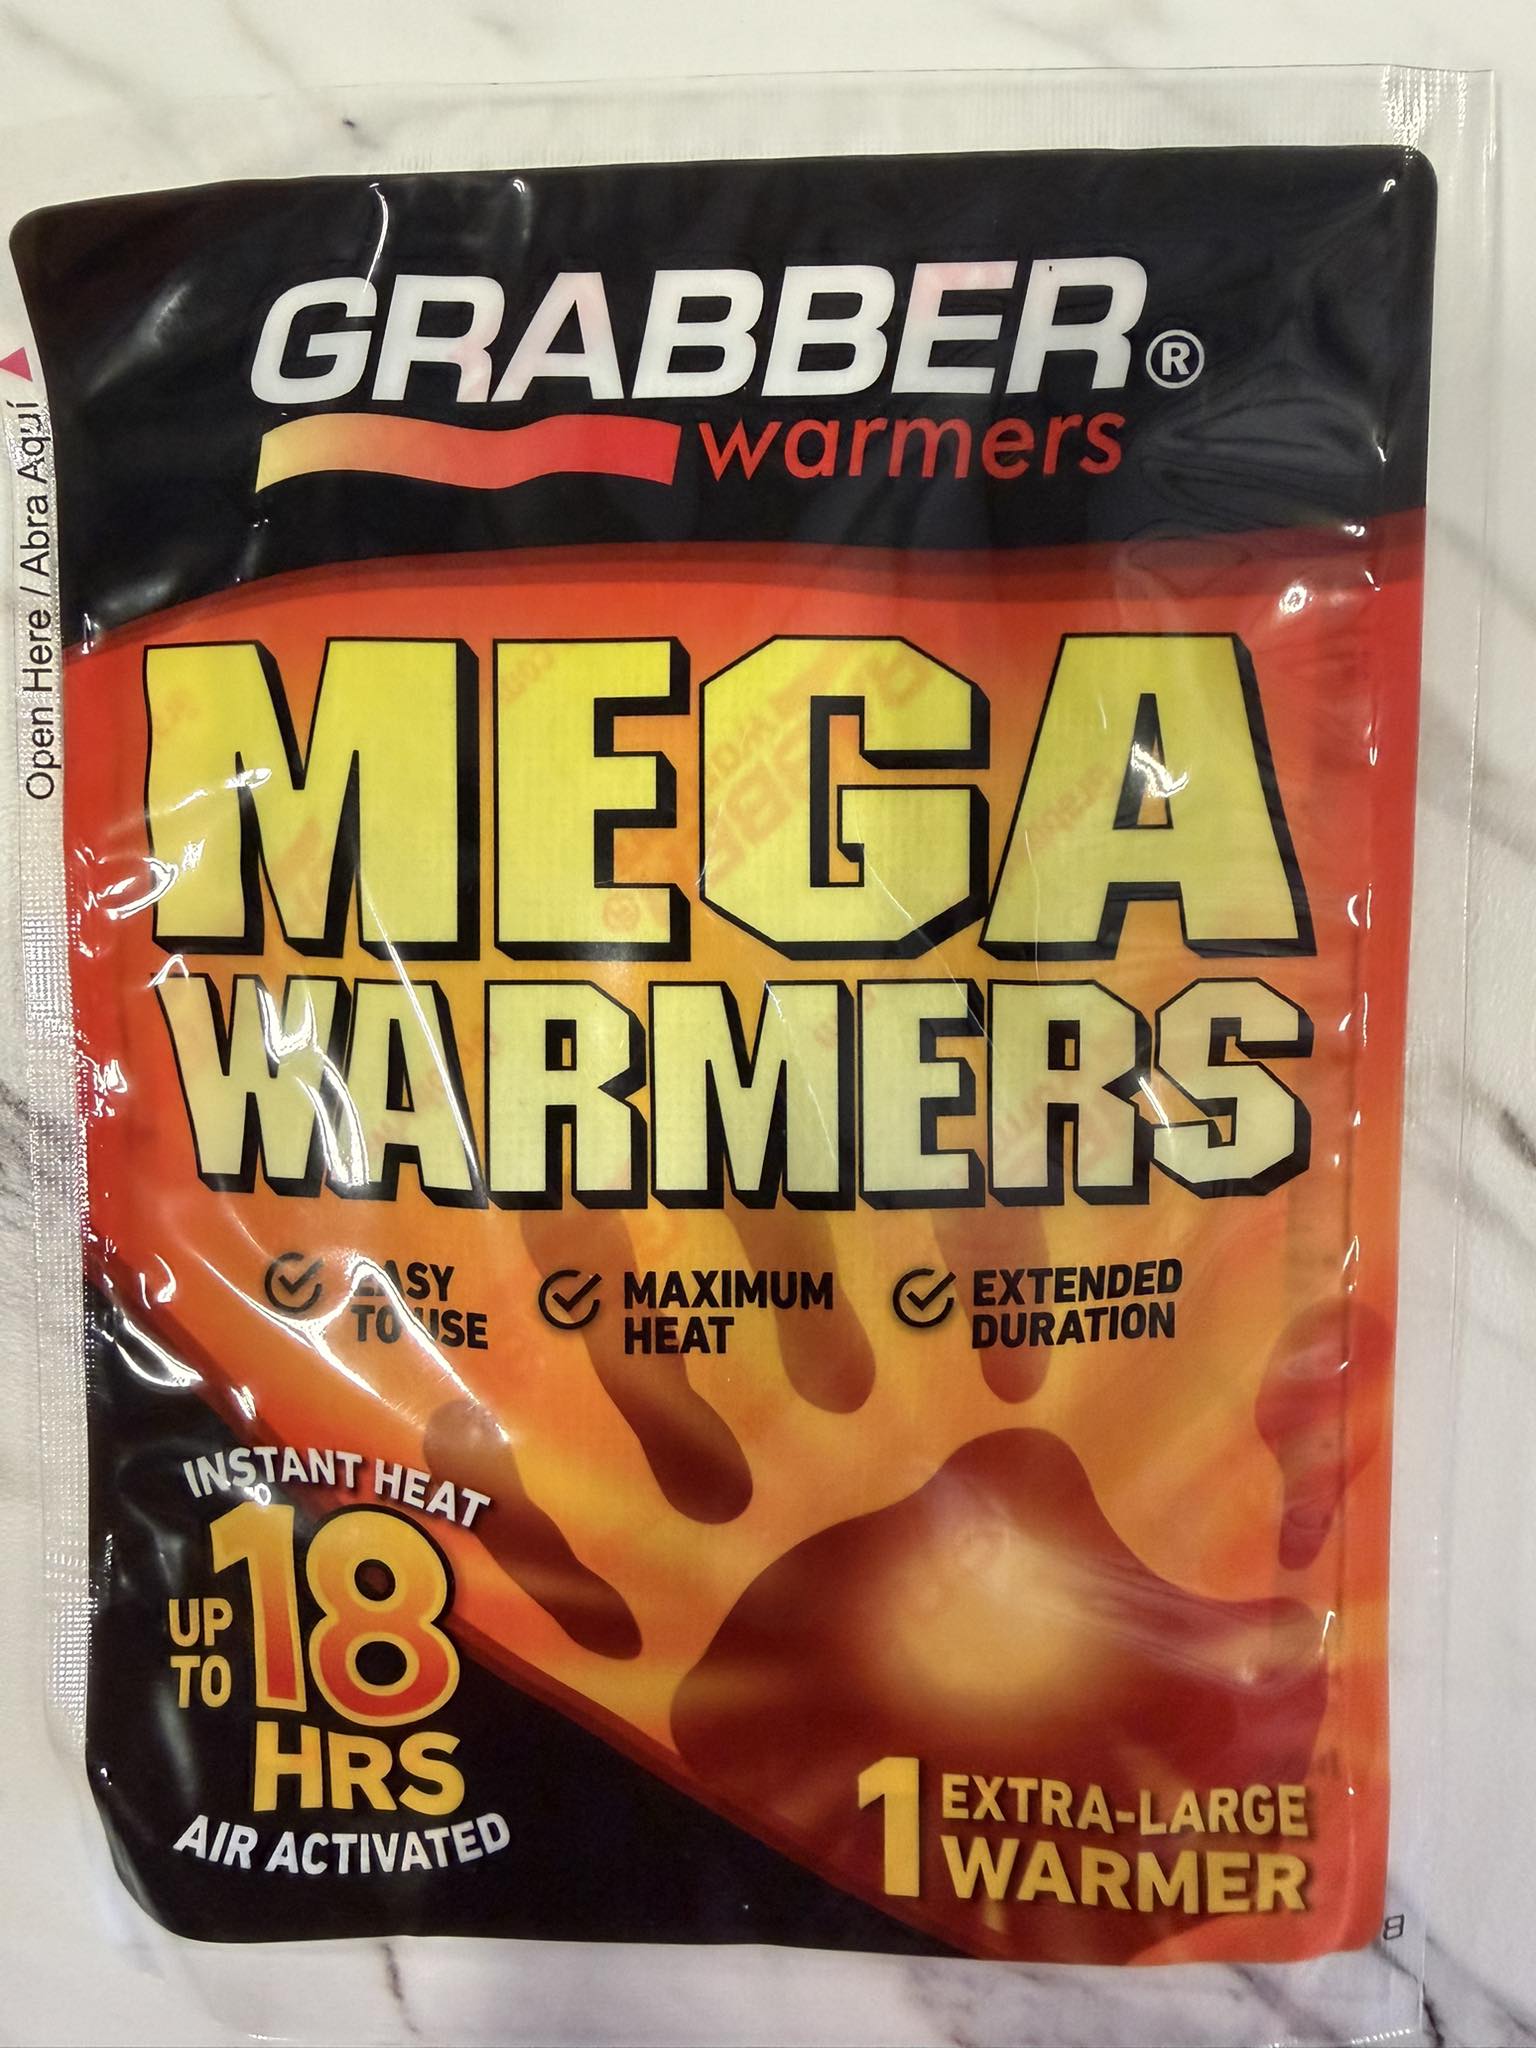 GRABBER®
warmers
Open Here / Abra Aquí
MEGA
WARMERS
EASY
TO USE
MAXIMUM
HEAT
EXTENDED
DURATION
INSTANT HEAT
UP
TO
18
HRS
AIR ACTIVATED
1
EXTRA-LARGE
WARMER
B